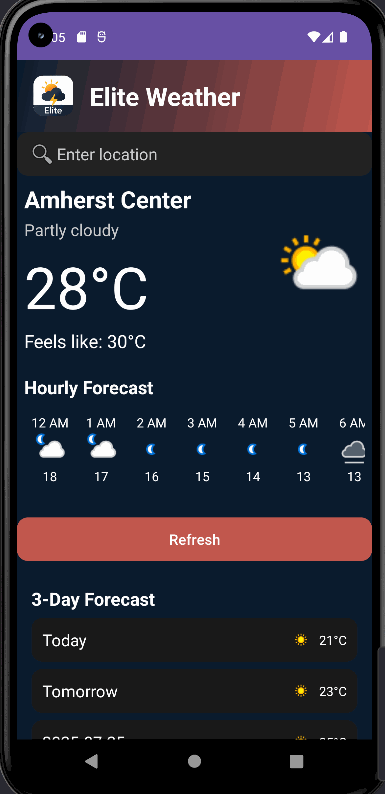 :05
Elite
Elite Weather
Enter location
Amherst Center
Partly cloudy
28°C
Feels like: 30°C
Hourly Forecast
12 AM 1 AM 2 AM 3 AM 4 AM 5 AM 6 AM
18 17 16 15 14 13 13
Refresh
3-Day Forecast
Today 21°C
Tomorrow 23°C